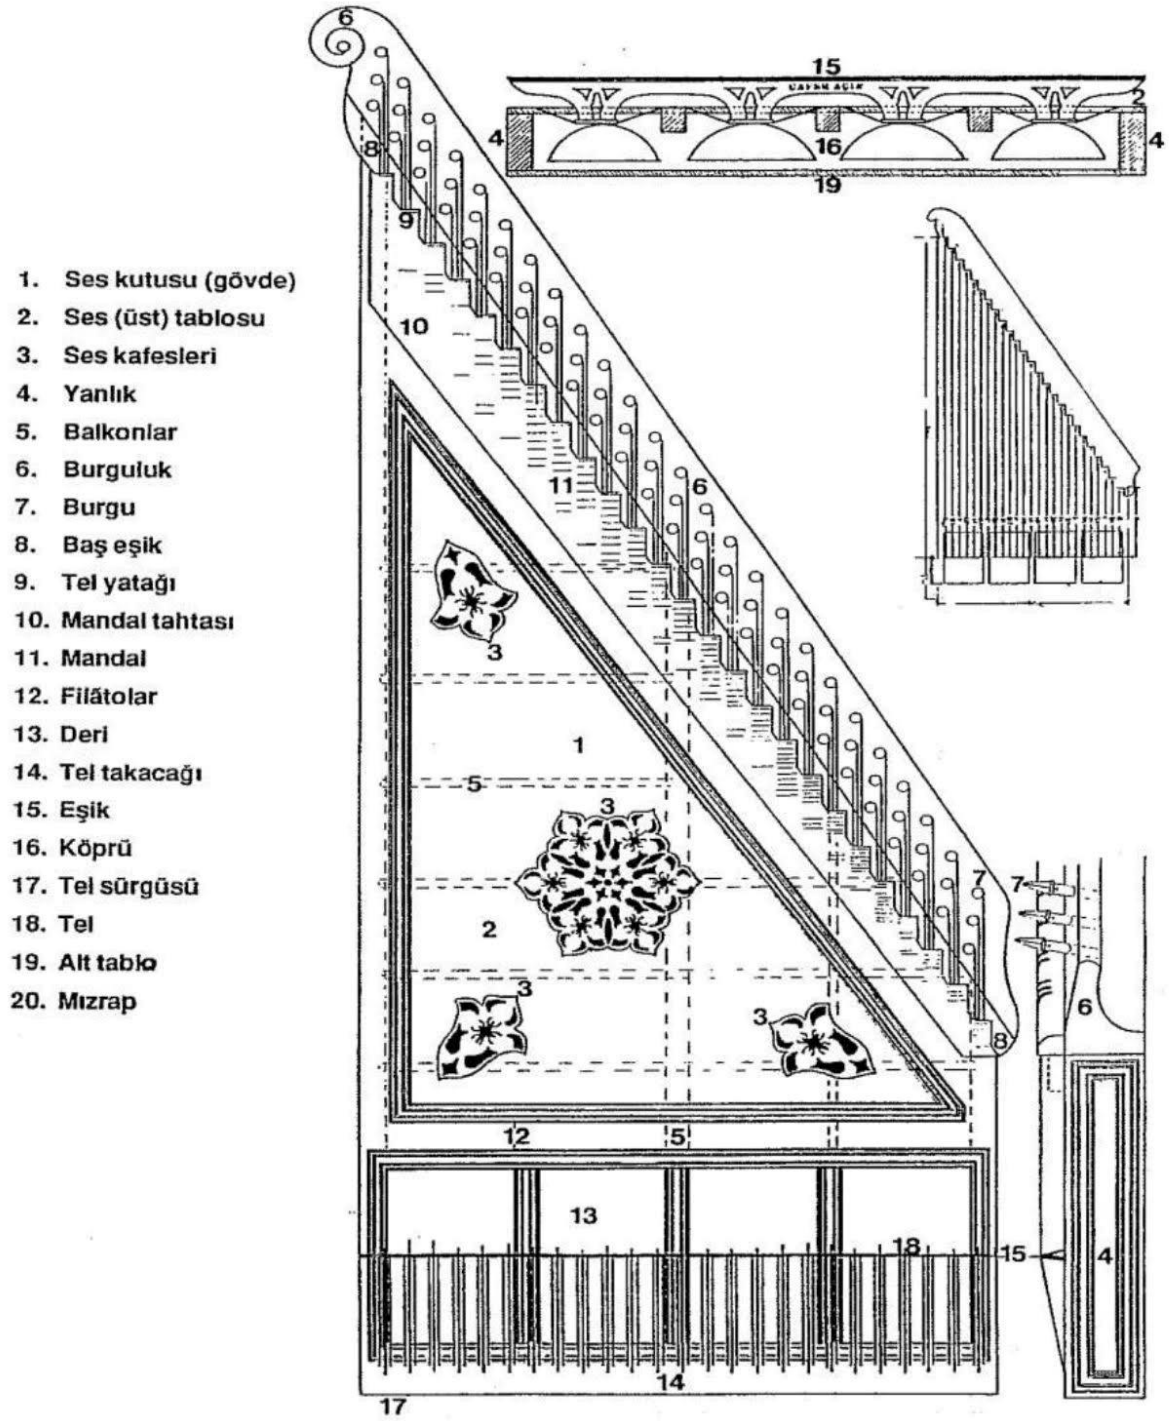 6
15
CAFER AÇIN
2
4
16
4
19
8
9
1. Ses kutusu (gövde)
2. Ses (üst) tablosu
3. Ses kafesleri
4. Yanlık
5. Balkonlar
6. Burguluk
7. Burgu
8. Baş eşik
9. Tel yatağı
10. Mandal tahtası
11. Mandal
12. Filâtolar
13. Deri
14. Tel takacağı
15. Eşik
16. Köprü
17. Tel sürgüsü
18. Tel
19. Alt tablo
20. Mızrap
10
11
6
3
1
5
3
7
7
2
3
3
6
8
12
5
13
18
15
4
14
17